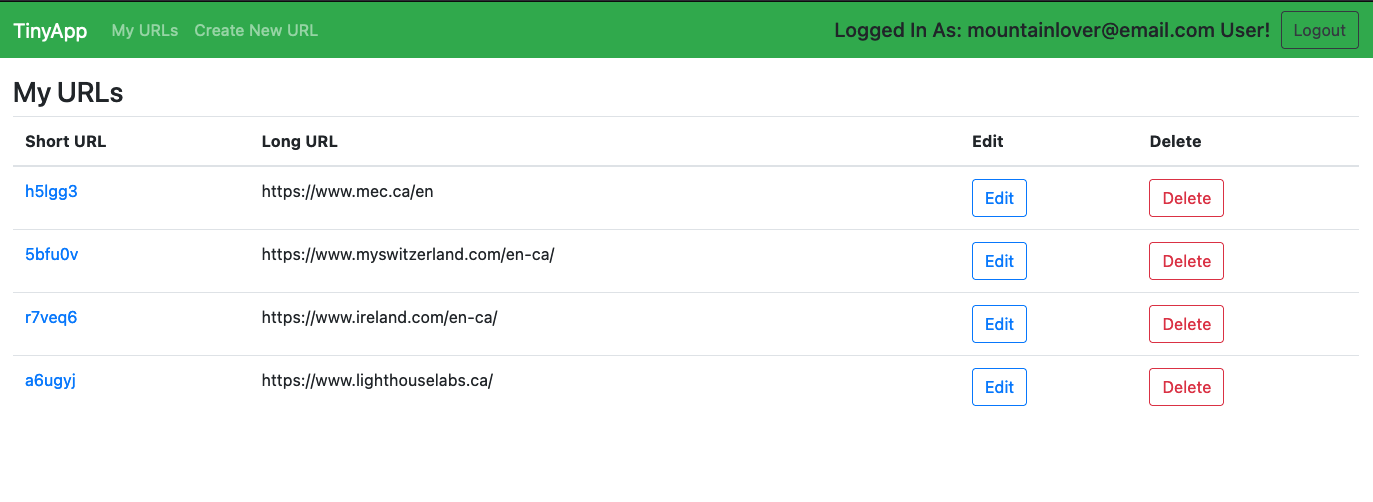 TinyApp My URLs Create New URL Logged In As: mountainlover@email.com User! Logout
My URLs
Short URL Long URL Edit Delete
h5lgg3 https://www.mec.ca/en Edit Delete
5bfu0v https://www.myswitzerland.com/en-ca/ Edit Delete
r7veq6 https://www.ireland.com/en-ca/ Edit Delete
a6ugyj https://www.lighthouselabs.ca/ Edit Delete